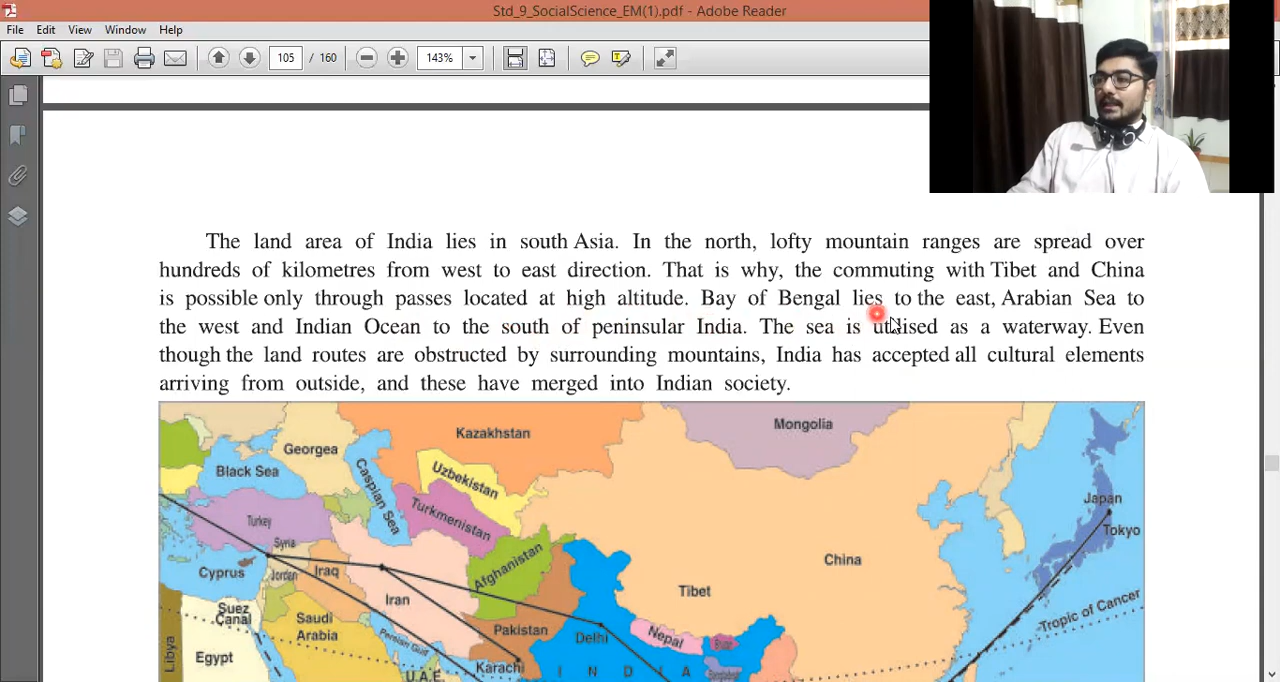 Std_9_SocialScience_EM(1).pdf - Adobe Reader
File Edit View Window Help
105 / 160 143%
The land area of India lies in south Asia. In the north, lofty mountain ranges are spread over
hundreds of kilometres from west to east direction. That is why, the commuting with Tibet and China
is possible only through passes located at high altitude. Bay of Bengal lies to the east, Arabian Sea to
the west and Indian Ocean to the south of peninsular India. The sea is utilised as a waterway. Even
though the land routes are obstructed by surrounding mountains, India has accepted all cultural elements
arriving from outside, and these have merged into Indian society.
Mongolia
Kazakhstan
Georgea
Black Sea
Caspian Sea
Uzbekistan
Turkmenistan
Japan
Turkey
Tokyo
Syria
Afghanistan
China
Cyprus
Jordan
Iraq
Tibet
Iran
Suez
Canal
Saudi
Arabia
Tropic of Cancer
Persian Gulf
Pakistan
Delhi
Nepal
Libya
Egypt
Karachi
U.A.E.
I N D I A